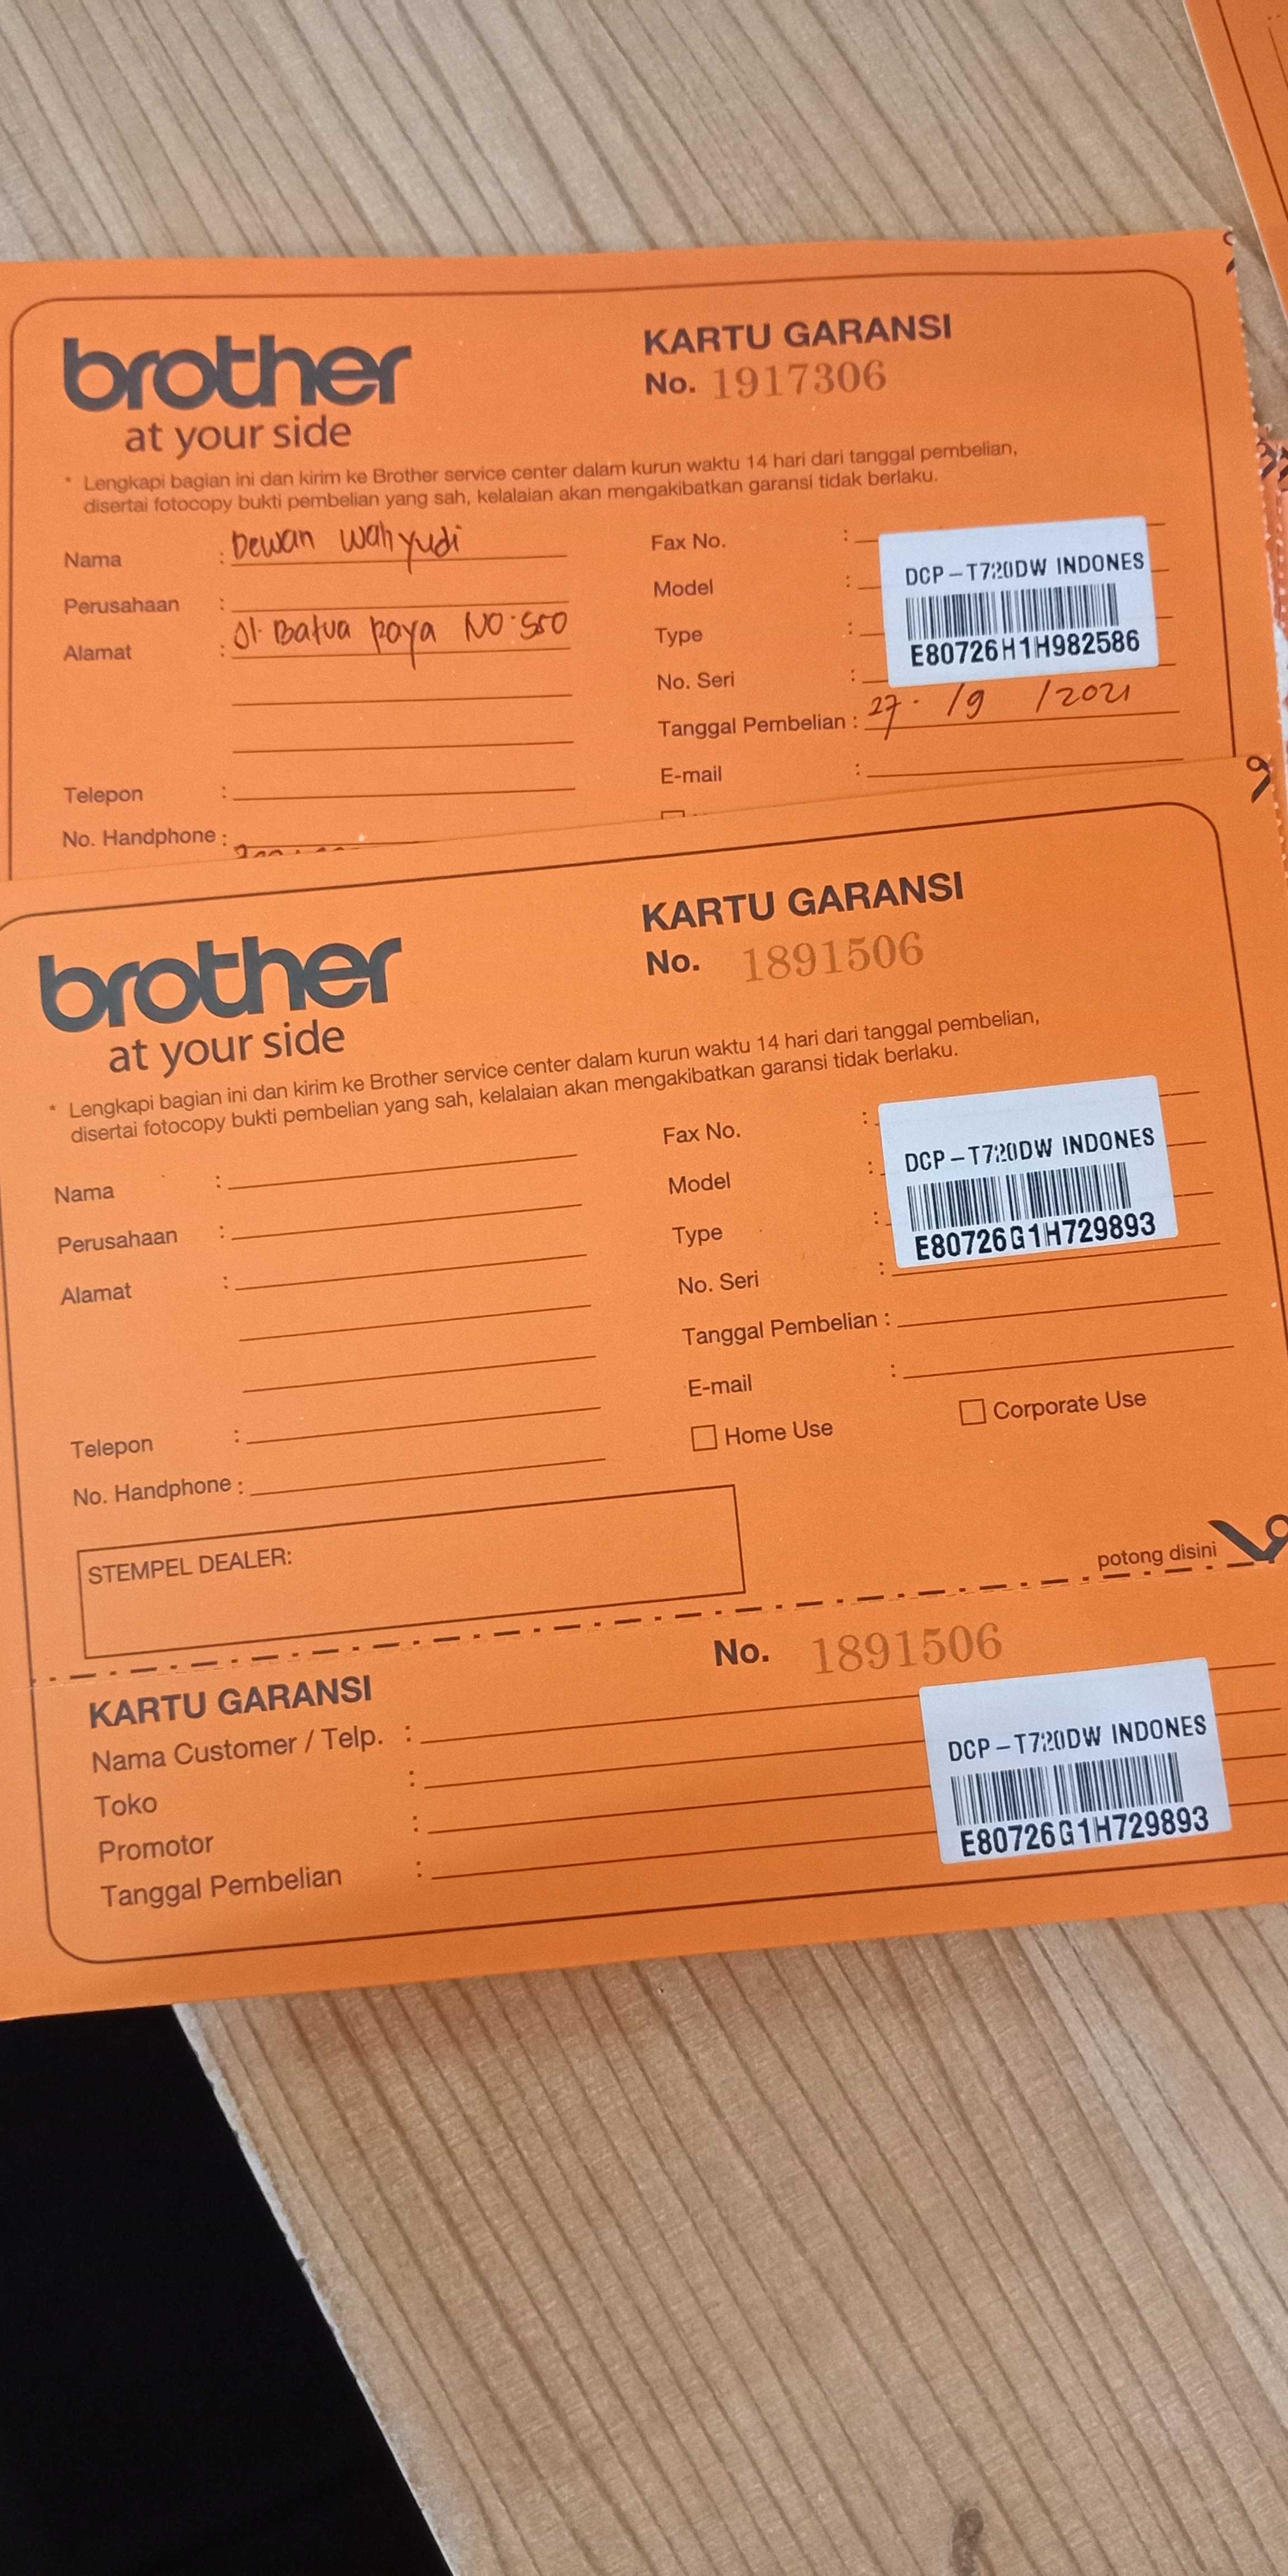 brother
at your side
KARTU GARANSI
No. 1917306
* Lengkapi bagian ini dan kirim ke Brother service center dalam kurun waktu 14 hari dari tanggal pembelian,
disertai fotocopy bukti pembelian yang sah, kelalaian akan mengakibatkan garansi tidak berlaku.
Nama : Dewan Wahyudi
Perusahaan :
Alamat : Jl. Batua Raya NO. 550
Telepon :
No. Handphone :
Fax No. :
Model :
Type :
No. Seri :
DCP-T720DW INDONES
E80726H1H982586
Tanggal Pembelian : 27 · /9 /2021
E-mail :
brother
at your side
KARTU GARANSI
No. 1891506
* Lengkapi bagian ini dan kirim ke Brother service center dalam kurun waktu 14 hari dari tanggal pembelian,
disertai fotocopy bukti pembelian yang sah, kelalaian akan mengakibatkan garansi tidak berlaku.
Nama :
Perusahaan :
Alamat :
Telepon :
No. Handphone :
Fax No. :
Model :
Type :
No. Seri :
DCP-T720DW INDONES
E80726G1H729893
Tanggal Pembelian :
E-mail :
Home Use
Corporate Use
STEMPEL DEALER:
potong disini
KARTU GARANSI
No. 1891506
Nama Customer / Telp. :
Toko :
Promotor :
Tanggal Pembelian :
DCP-T720DW INDONES
E80726G1H729893